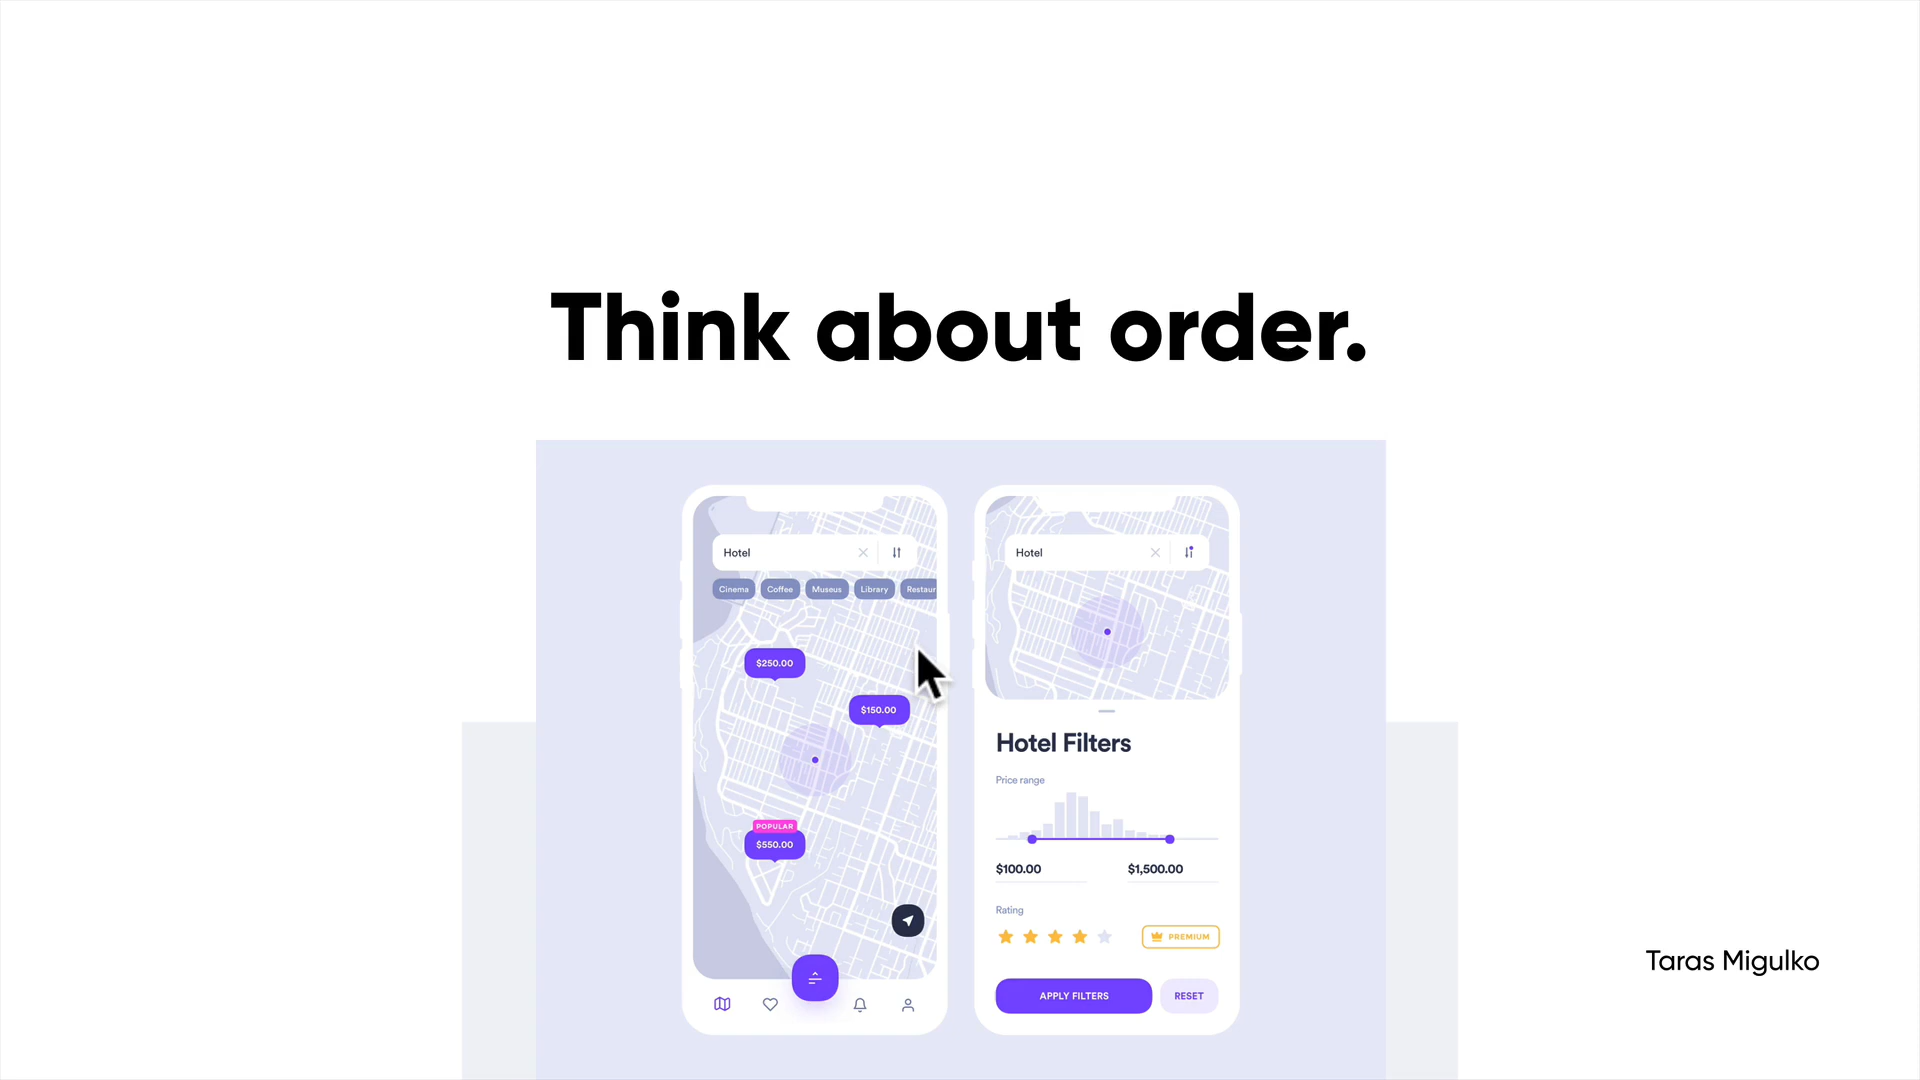 Think about order.
Hotel
Cinema Coffee Museus Library Restaur
$250.00
$150.00
POPULAR
$550.00
Hotel
Hotel Filters
Price range
$100.00 $1,500.00
Rating
PREMIUM
APPLY FILTERS RESET
Taras Migulko